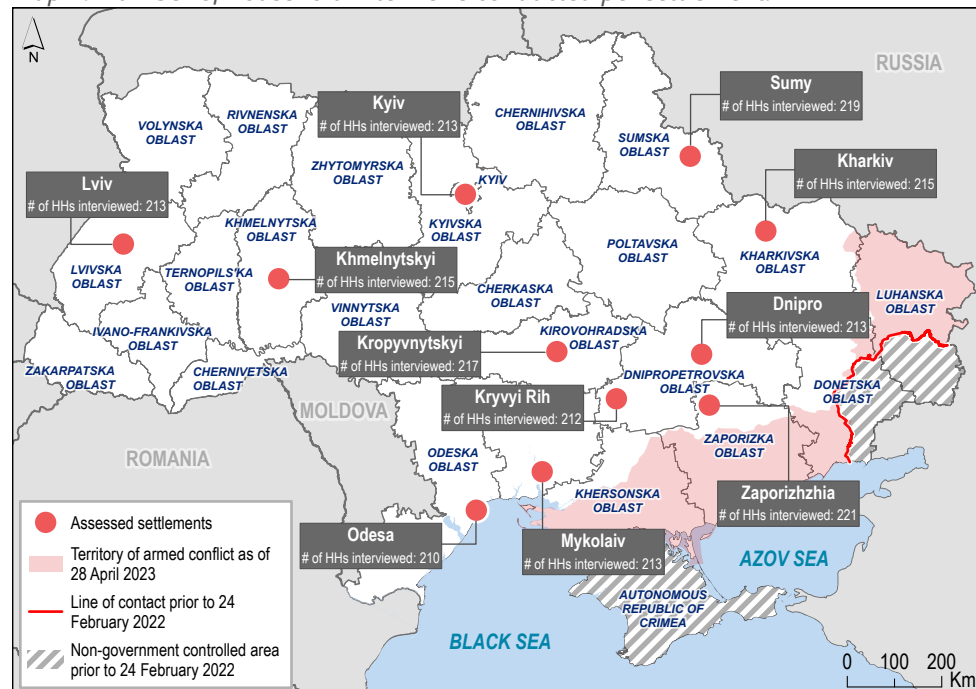 N
RUSSIA
Sumy
# of HHs interviewed: 219
Kyiv
# of HHs interviewed: 213
RIVNENSKA
OBLAST
VOLYNSKA
OBLAST
CHERNIHIVSKA
OBLAST
SUMSKA
OBLAST
ZHYTOMYRSKA
OBLAST
Kharkiv
# of HHs interviewed: 215
Lviv
# of HHs interviewed: 213
KYIV
KYIVSKA
OBLAST
KHMELNYTSKA
OBLAST
POLTAVSKA
OBLAST
KHARKIVSKA
OBLAST
Khmelnytskyi
# of HHs interviewed: 215
LVIVSKA
OBLAST
TERNOPILS'KA
OBLAST
CHERKASKA
OBLAST
LUHANSKA
OBLAST
Dnipro
# of HHs interviewed: 213
VINNYTSKA
OBLAST
IVANO-FRANKIVSKA
OBLAST
KIROVOHRADSKA
OBLAST
Kropyvnytskyi
# of HHs interviewed: 217
ZAKARPATSKA
OBLAST
CHERNIVETSKA
OBLAST
DNIPROPETROVSKA
OBLAST
DONETSKA
OBLAST
Kryvyi Rih
# of HHs interviewed: 212
MOLDOVA
ZAPORIZKA
OBLAST
ROMANIA
ODESKA
OBLAST
KHERSONSKA
OBLAST
Zaporizhzhia
# of HHs interviewed: 221
Odesa
# of HHs interviewed: 210
Mykolaiv
# of HHs interviewed: 213
AZOV SEA
AUTONOMOUS
REPUBLIC OF
CRIMEA
BLACK SEA
Assessed settlements
Territory of armed conflict as of
28 April 2023
Line of contact prior to 24
February 2022
Non-government controlled area
prior to 24 February 2022
0 100 200
Km